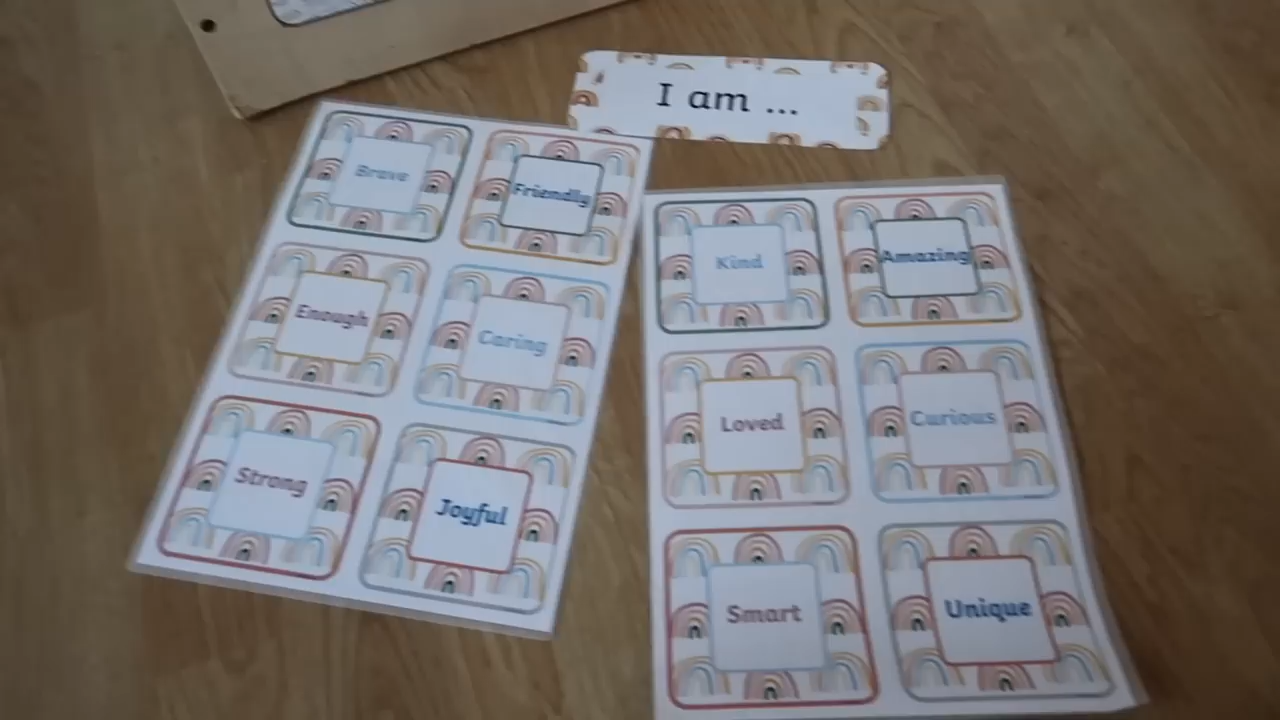 I am ...
Brave
Friendly
Enough
Caring
Strong
Joyful
Kind
Amazing
Loved
Curious
Smart
Unique